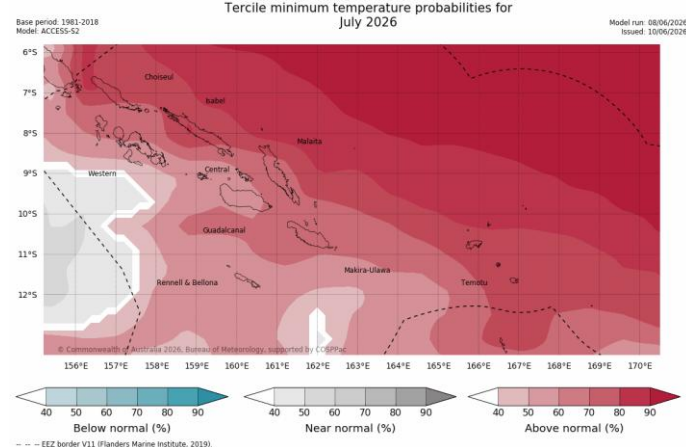 Tercile minimum temperature probabilities for
July 2026
Base period: 1981-2018
Model: ACCESS-S2
Model run: 08/06/2026
Issued: 10/06/2026
6°S
7°S
8°S
9°S
10°S
11°S
12°S
Choiseul
Isabel
Malaita
Western
Central
Guadalcanal
Makira-Ulawa
Rennell & Bellona
Temotu
© Commonwealth of Australia 2026, Bureau of Meteorology, supported by COSPPac
156°E 157°E 158°E 159°E 160°E 161°E 162°E 163°E 164°E 165°E 166°E 167°E 168°E 169°E 170°E
40 50 60 70 80 90
Below normal (%)
40 50 60 70 80 90
Near normal (%)
40 50 60 70 80 90
Above normal (%)
-- -- -- EEZ border V11 (Flanders Marine Institute, 2019).